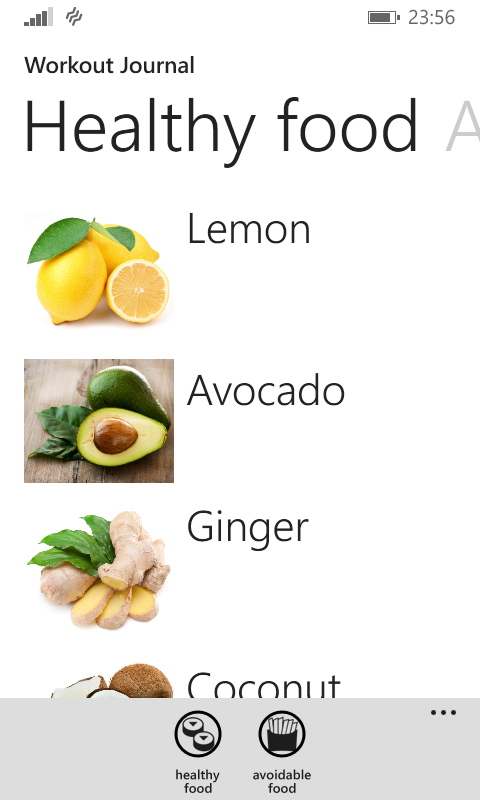 23:56
Workout Journal
Healthy food A
Lemon
Avocado
Ginger
Coconut
healthy
food
avoidable
food